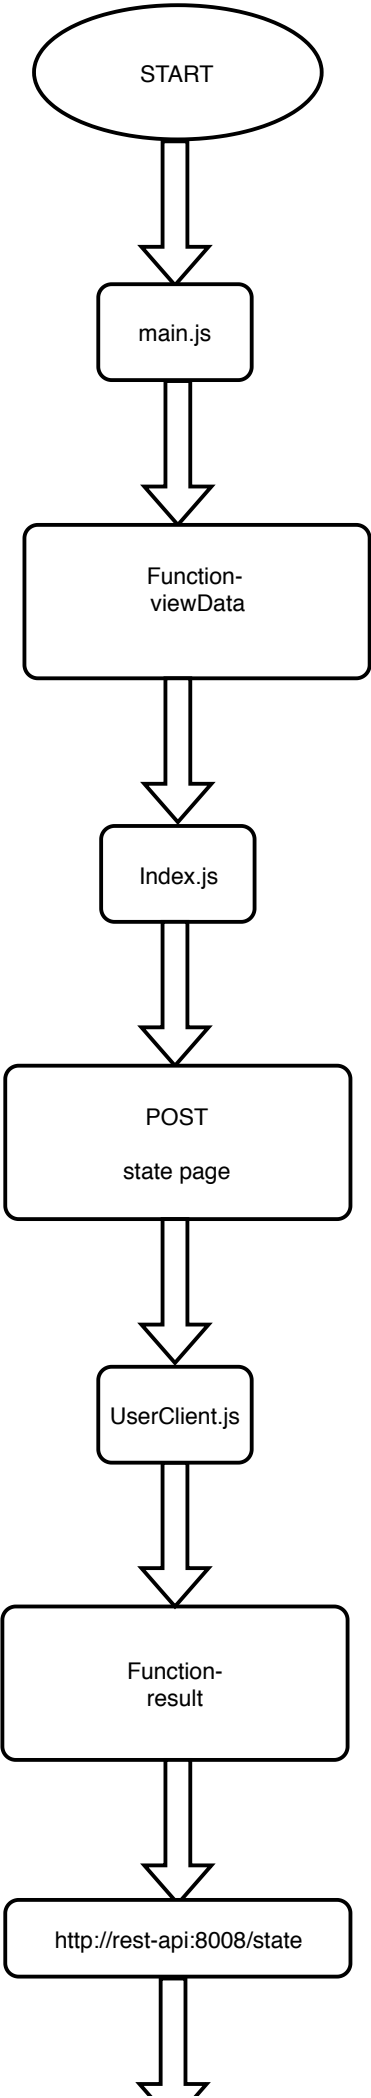 START
main.js
Function-
viewData
Index.js
POST
state page
UserClient.js
Function-
result
http://rest-api:8008/state